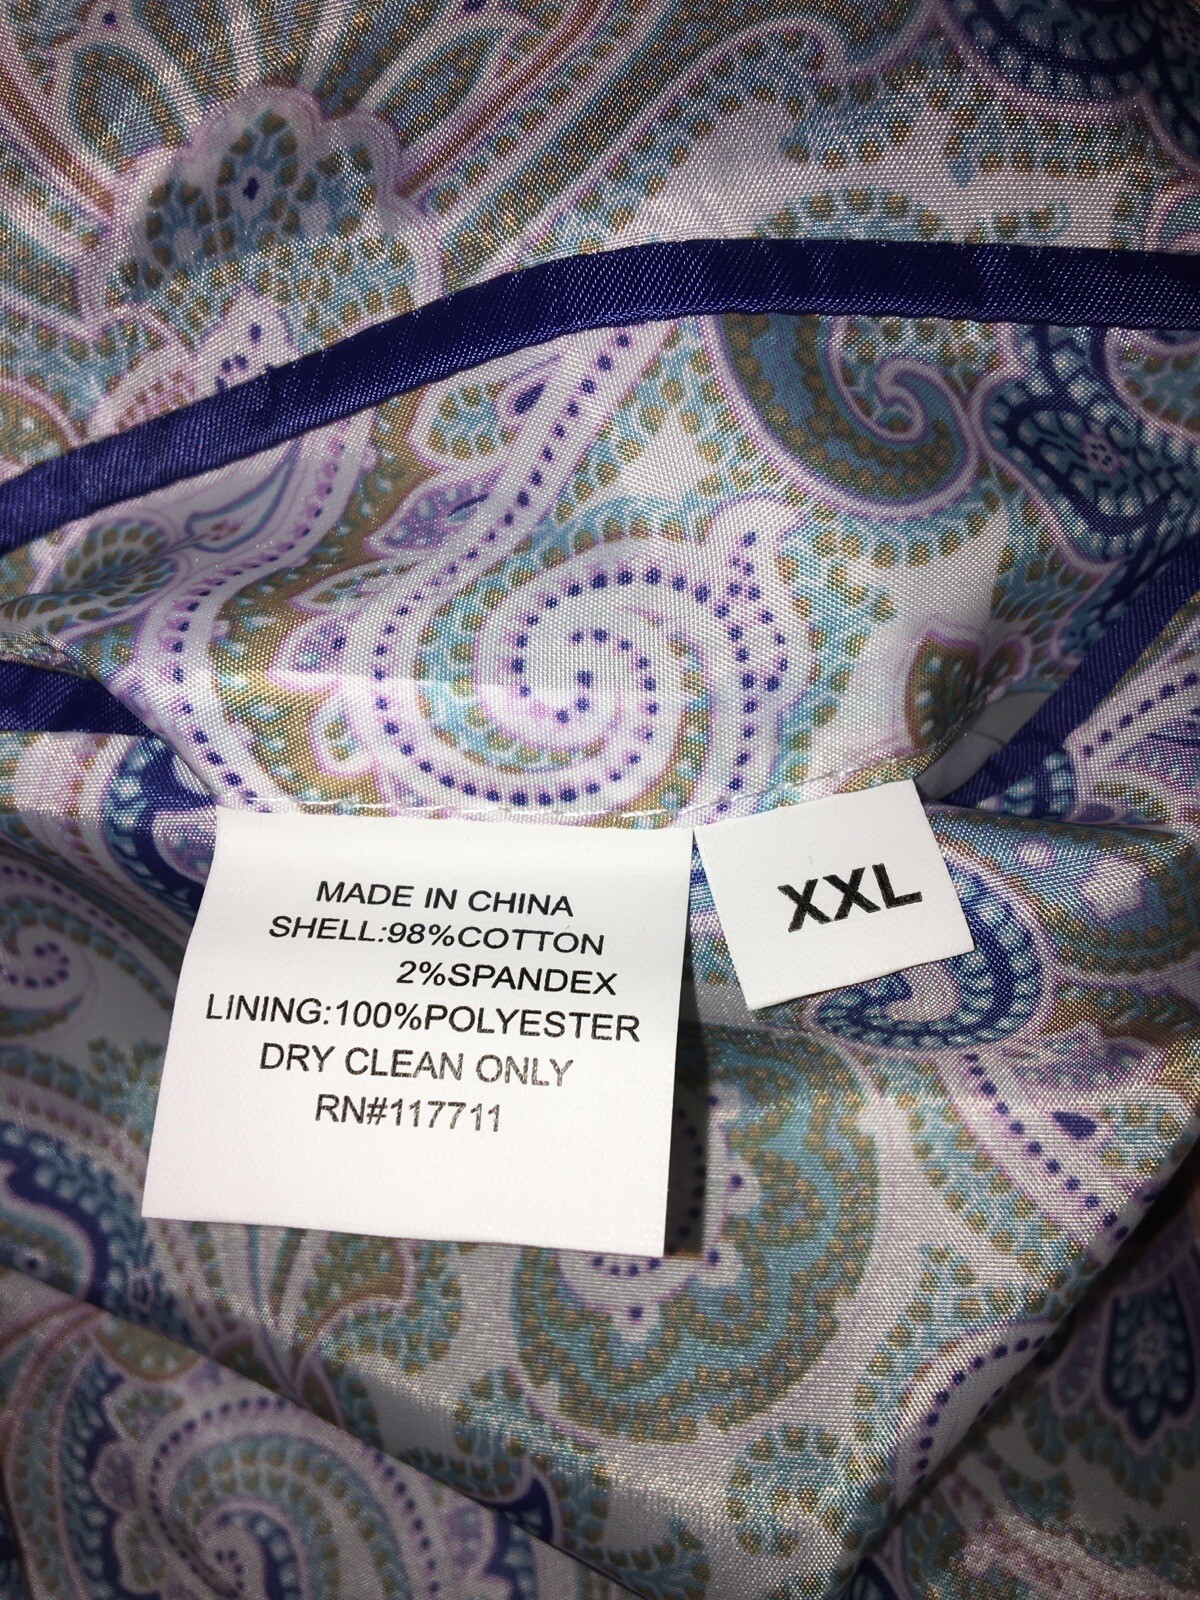 MADE IN CHINA
SHELL:98%COTTON
2%SPANDEX
LINING:100%POLYESTER
DRY CLEAN ONLY
RN#117711
XXL